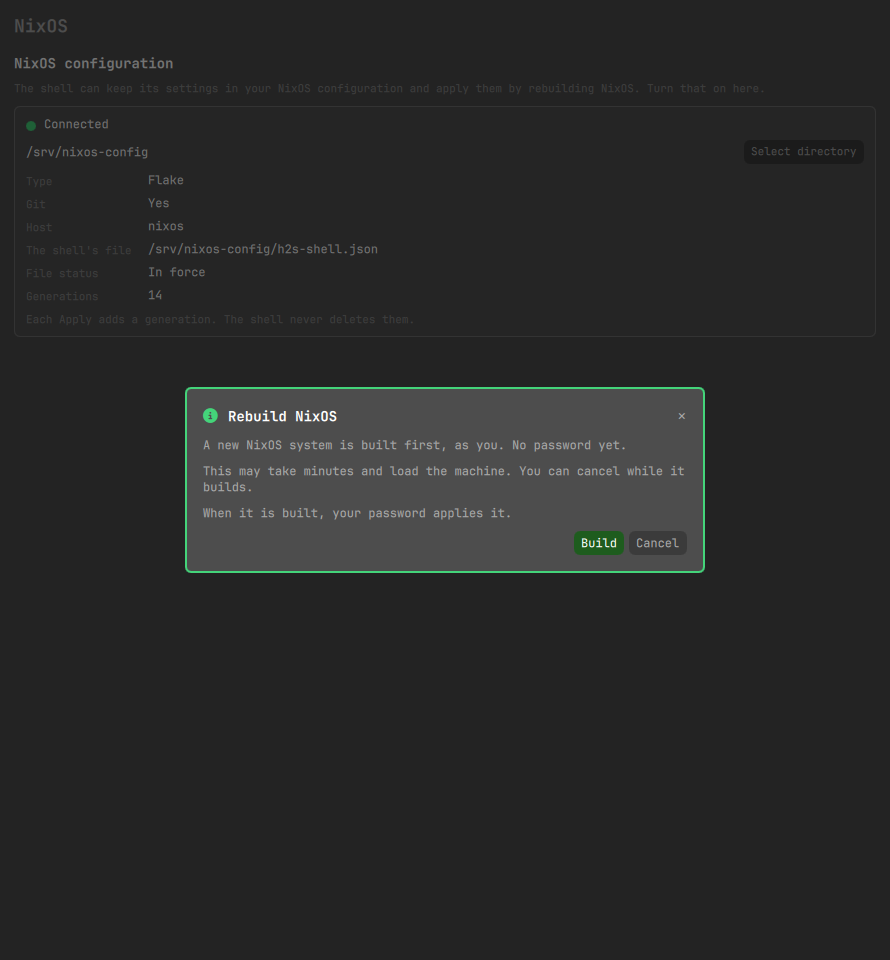 NixOS
NixOS configuration
The shell can keep its settings in your NixOS configuration and apply them by rebuilding NixOS. Turn that on here.
Connected
/srv/nixos-config
Select directory
Type Flake
Git Yes
Host nixos
The shell's file /srv/nixos-config/h2s-shell.json
File status In force
Generations 14
Each Apply adds a generation. The shell never deletes them.
i Rebuild NixOS ×
A new NixOS system is built first, as you. No password yet.
This may take minutes and load the machine. You can cancel while it
builds.
When it is built, your password applies it.
Build Cancel